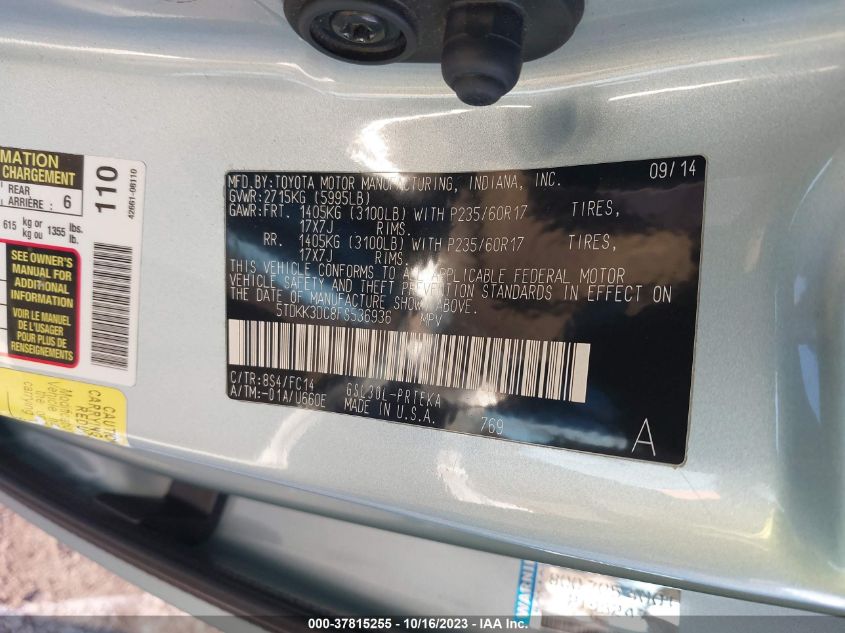 MATION
CHARGEMENT
REAR
ARRIÈRE
6
615 kg or
kg ou
1355 lbs.
lb.
SEE OWNER'S
MANUAL FOR
ADDITIONAL
INFORMATION
VOIR LE MANUEL
DE L'USAGER
POUR PLUS DE
RENSEIGNEMENTS
110
42661-08110
MFD.BY:TOYOTA MOTOR MANUFACTURING, INDIANA, INC. 09/14
GVWR:2715KG (5995LB)
GAWR:FRT. 1405KG (3100LB) WITH P235/60R17 TIRES,
17X7J RIMS.
RR. 1405KG (3100LB) WITH P235/60R17 TIRES,
17X7J RIMS.
THIS VEHICLE CONFORMS TO ALL APPLICABLE FEDERAL MOTOR
VEHICLE SAFETY AND THEFT PREVENTION STANDARDS IN EFFECT ON
THE DATE OF MANUFACTURE SHOWN ABOVE.
5TDKK3DC8FS536936 MPV
C/TR:8S4/FC14 GSL30L-PRTEKA
A/TM:-01A/U660E MADE IN U.S.A.
769
A
WARNIN
000-37815255 - 10/16/2023 - IAA Inc.